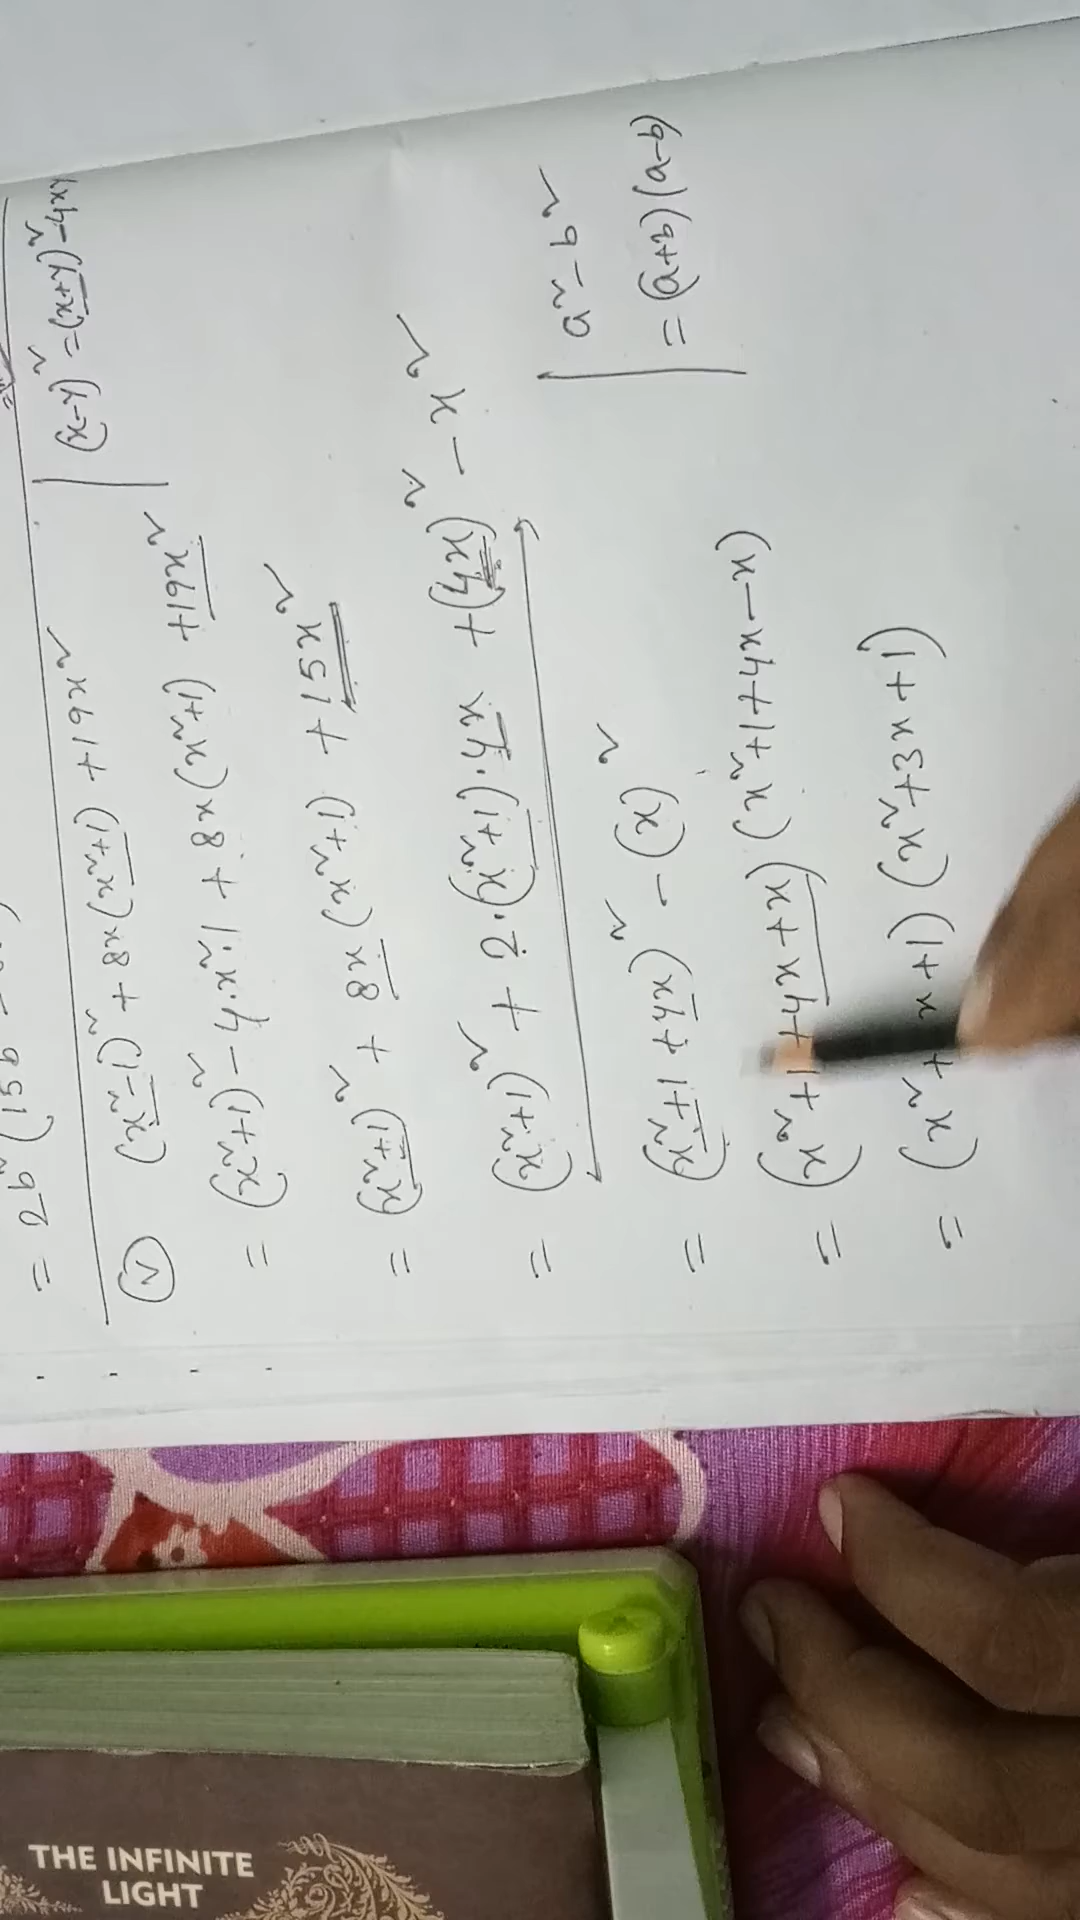 ② (x²-1)² + 8x(x²+1) + 19x²
= (x²+1)² - 4.x².1 + 8x(x²+1) + 19x²
(x-y)² = (x+y)² - 4xy
= (x²+1)² + 8x(x²+1) + 15x²
= (x²+1)² + 2.(x²+1).4x + (4x)² - x²
= (x²+1+4x)² - (x)²
a² - b²
= (a+b)(a-b)
= (x²+1+4x+x)(x²+1+4x-x)
= (x²+x+1)(x²+3x+1)
THE INFINITE
LIGHT